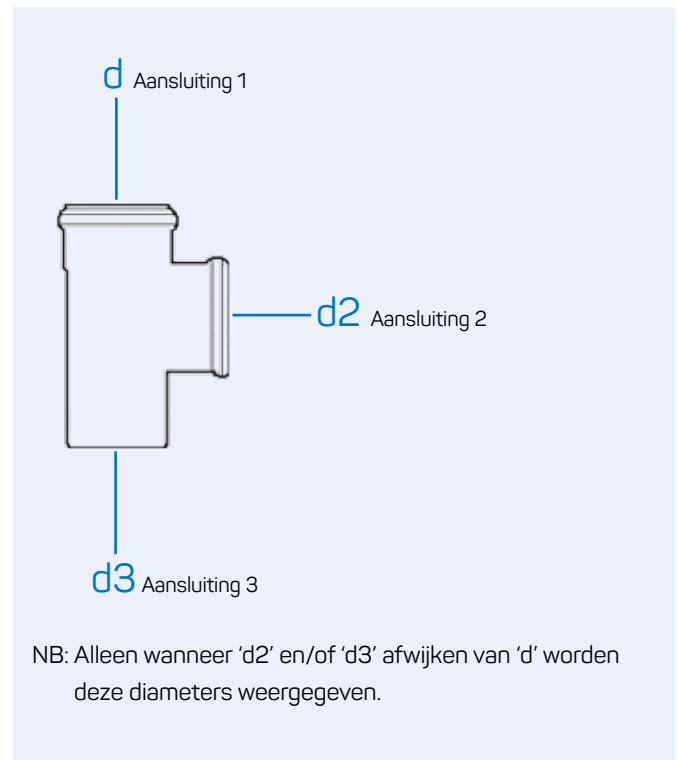 d Aansluiting 1
d2 Aansluiting 2
d3 Aansluiting 3
NB: Alleen wanneer ‘d2’ en/of ‘d3’ afwijken van ‘d’ worden
deze diameters weergegeven.